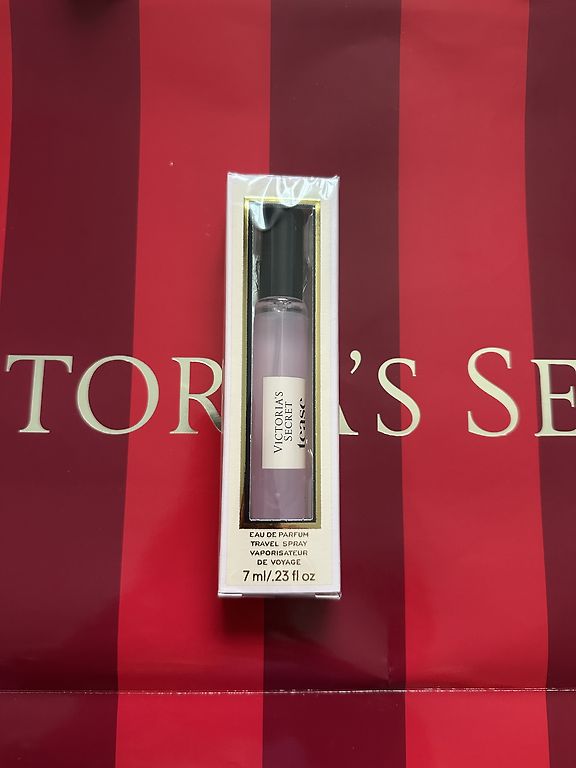 TORIA'S SE
VICTORIA'S
SECRET
tease
EAU DE PARFUM
TRAVEL SPRAY
VAPORISATEUR
DE VOYAGE
7 ml/.23 fl oz